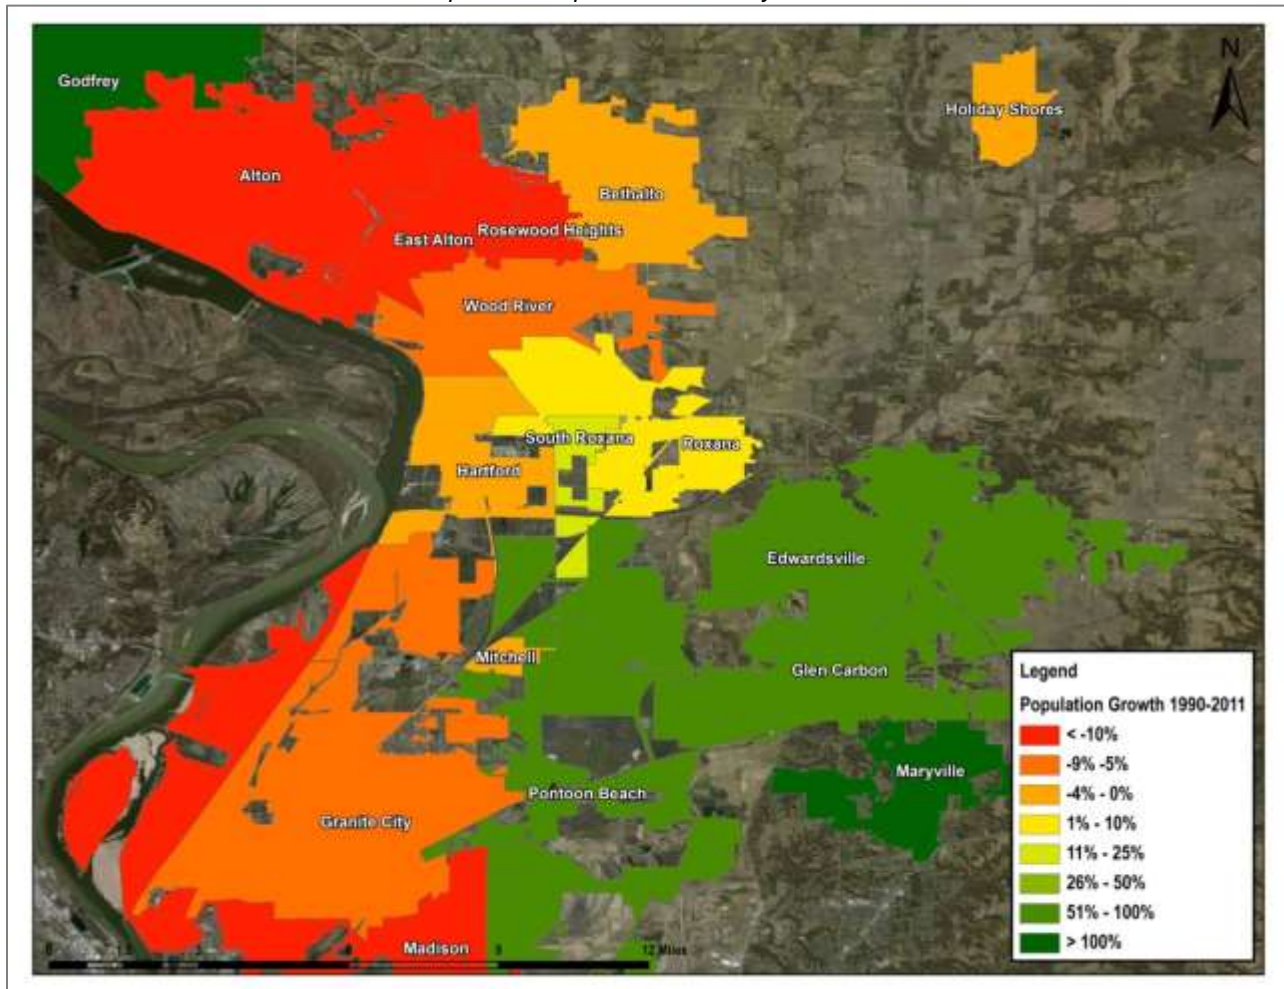 N
Godfrey
Holiday Shores
Alton
Bethalto
Rosewood Heights
East Alton
Wood River
South Roxana
Roxana
Hartford
Edwardsville
Mitchell
Glen Carbon
Legend
Population Growth 1990-2011
< -10%
-9% -5%
-4% - 0%
1% - 10%
11% - 25%
26% - 50%
51% - 100%
> 100%
Maryville
Pontoon Beach
Granite City
Madison
12 Miles